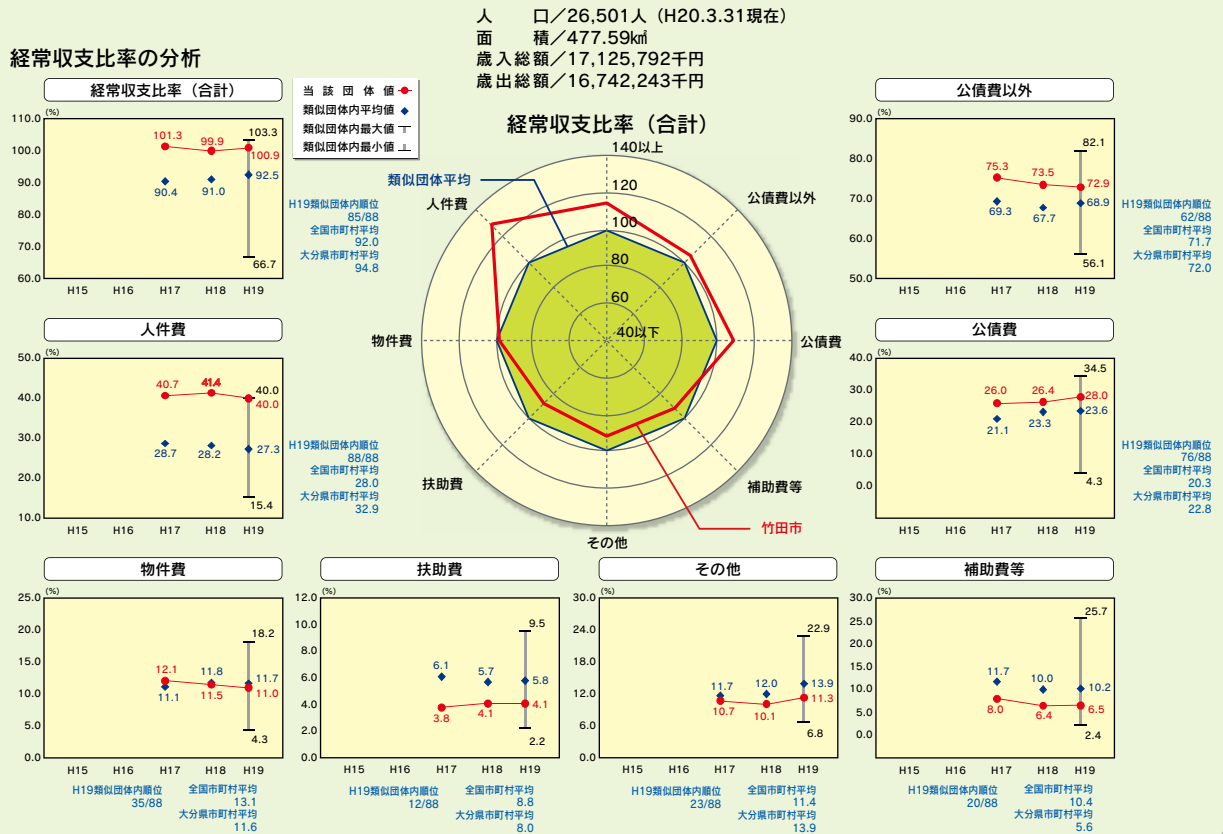 人　　口／26,501人（H20.3.31現在）
面　　積／477.59㎢
歳入総額／17,125,792千円
歳出総額／16,742,243千円
経常収支比率の分析
経常収支比率（合計）
(%)
110.0
100.0
90.0
80.0
70.0
60.0
101.3
99.9
103.3
100.9
90.4
91.0
92.5
66.7
H15 H16 H17 H18 H19
H19類似団体内順位
85/88
全国市町村平均
92.0
大分県市町村平均
94.8
当該団体値
類似団体内平均値
類似団体内最大値
類似団体内最小値
経常収支比率（合計）
140以上
120
100
80
60
40以下
類似団体平均
人件費
公債費以外
物件費
公債費
扶助費
補助費等
その他
竹田市
公債費以外
(%)
90.0
80.0
70.0
60.0
50.0
75.3
73.5
82.1
72.9
69.3
67.7
68.9
56.1
H15 H16 H17 H18 H19
H19類似団体内順位
62/88
全国市町村平均
71.7
大分県市町村平均
72.0
人件費
(%)
50.0
40.0
30.0
20.0
10.0
40.7
41.4
40.0
40.0
28.7
28.2
27.3
15.4
H15 H16 H17 H18 H19
H19類似団体内順位
88/88
全国市町村平均
28.0
大分県市町村平均
32.9
公債費
(%)
40.0
30.0
20.0
10.0
0.0
26.0
26.4
34.5
28.0
21.1
23.3
23.6
4.3
H15 H16 H17 H18 H19
H19類似団体内順位
76/88
全国市町村平均
20.3
大分県市町村平均
22.8
物件費
(%)
25.0
20.0
15.0
10.0
5.0
0.0
12.1
11.8
18.2
11.7
11.1
11.5
11.0
4.3
H15 H16 H17 H18 H19
H19類似団体内順位
35/88
全国市町村平均
13.1
大分県市町村平均
11.6
扶助費
(%)
12.0
10.0
8.0
6.0
4.0
2.0
0.0
6.1
5.7
9.5
5.8
3.8
4.1
4.1
2.2
H15 H16 H17 H18 H19
H19類似団体内順位
12/88
全国市町村平均
8.8
大分県市町村平均
8.0
その他
(%)
30.0
24.0
18.0
12.0
6.0
0.0
11.7
12.0
22.9
13.9
10.7
10.1
11.3
6.8
H15 H16 H17 H18 H19
H19類似団体内順位
23/88
全国市町村平均
11.4
大分県市町村平均
13.9
補助費等
(%)
30.0
25.0
20.0
15.0
10.0
5.0
0.0
11.7
10.0
25.7
10.2
8.0
6.4
6.5
2.4
H15 H16 H17 H18 H19
H19類似団体内順位
20/88
全国市町村平均
10.4
大分県市町村平均
5.6